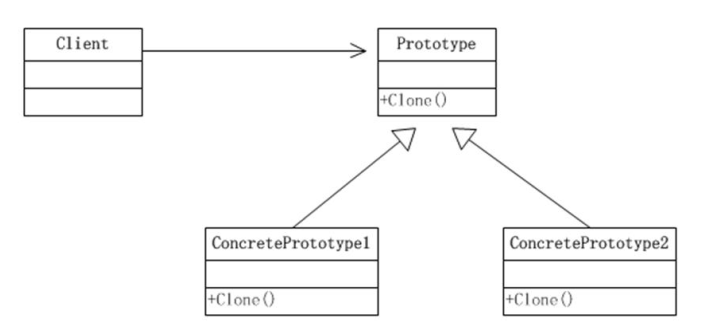 Client
Prototype
+Clone()
ConcretePrototype1
ConcretePrototype2
+Clone()
+Clone()